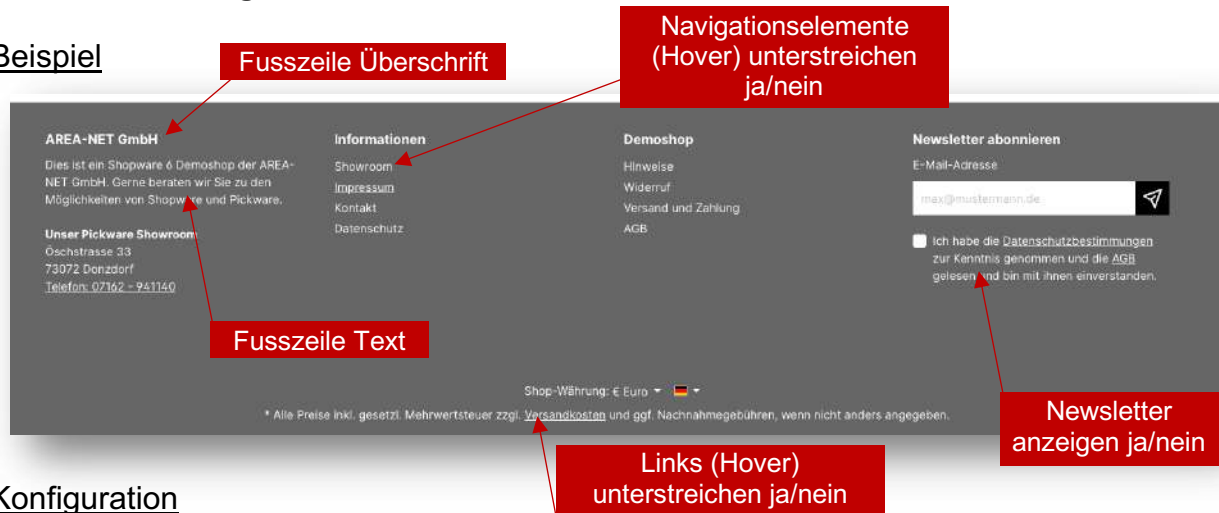 Beispiel
Fusszeile Überschrift
Navigationselemente
(Hover) unterstreichen
ja/nein
AREA-NET GmbH
Dies ist ein Shopware 6 Demoshop der AREA-
NET GmbH. Gerne beraten wir Sie zu den
Möglichkeiten von Shopware und Pickware.
Unser Pickware Showroom
Öschstrasse 33
73072 Donzdorf
Telefon: 07162 - 941140
Informationen
Showroom
Impressum
Kontakt
Datenschutz
Demoshop
Hinweise
Widerruf
Versand und Zahlung
AGB
Newsletter abonnieren
E-Mail-Adresse
max@mustermann.de
Ich habe die Datenschutzbestimmungen
zur Kenntnis genommen und die AGB
gelesen und bin mit ihnen einverstanden.
Fusszeile Text
Shop-Währung: € Euro
* Alle Preise inkl. gesetzl. Mehrwertsteuer zzgl. Versandkosten und ggf. Nachnahmegebühren, wenn nicht anders angegeben.
Newsletter
anzeigen ja/nein
Links (Hover)
unterstreichen ja/nein
Konfiguration